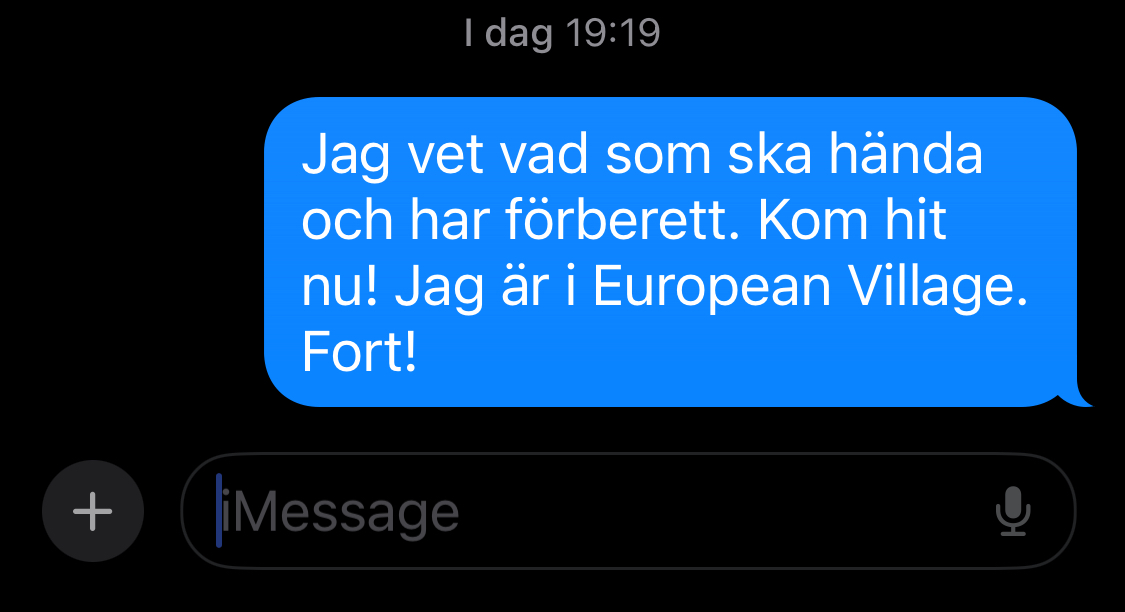 I dag 19:19
Jag vet vad som ska hända
och har förberett. Kom hit
nu! Jag är i European Village.
Fort!
iMessage